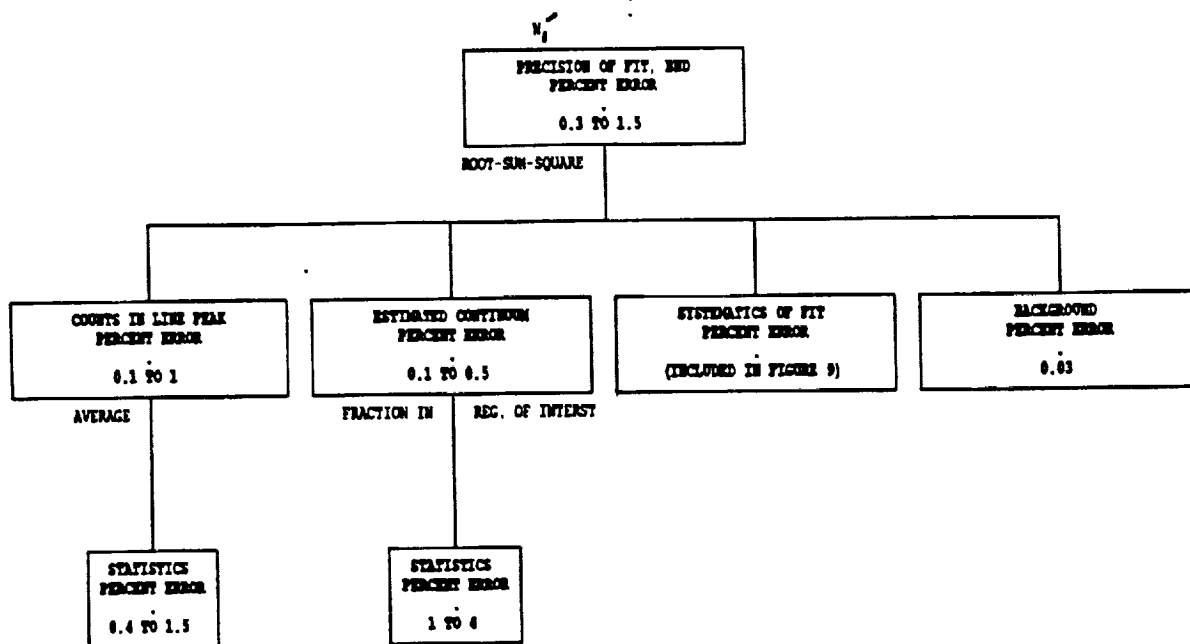 PRECISION OF FIT, END
PERCENT ERROR
0.3 TO 1.5
ROOT-SUM-SQUARE
COUNTS IN LINE PEAK
PERCENT ERROR
0.1 TO 1
AVERAGE
ESTIMATED CONTINUUM
PERCENT ERROR
0.1 TO 0.5
FRACTION IN REG. OF INTERST
SYSTEMATICS OF FIT
PERCENT ERROR
(INCLUDED IN FIGURE 9)
BACKGROUND
PERCENT ERROR
0.03
STATISTICS
PERCENT ERROR
0.4 TO 1.5
STATISTICS
PERCENT ERROR